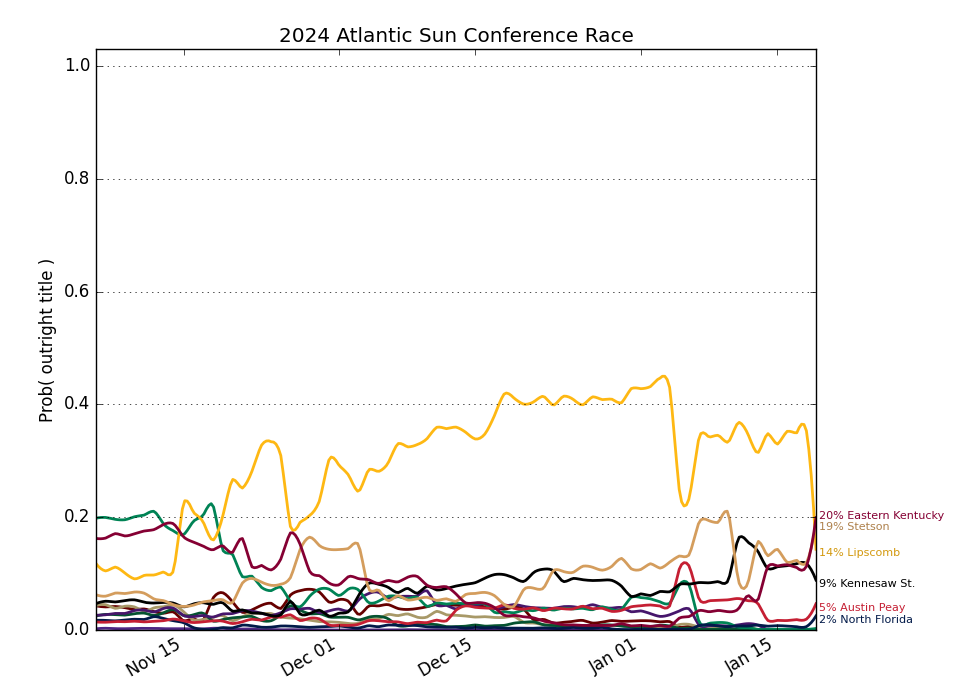 2024 Atlantic Sun Conference Race
Prob( outright title )
1.0
0.8
0.6
0.4
0.2
0.0
Nov 15
Dec 01
Dec 15
Jan 01
Jan 15
20% Eastern Kentucky
19% Stetson
14% Lipscomb
9% Kennesaw St.
5% Austin Peay
2% North Florida